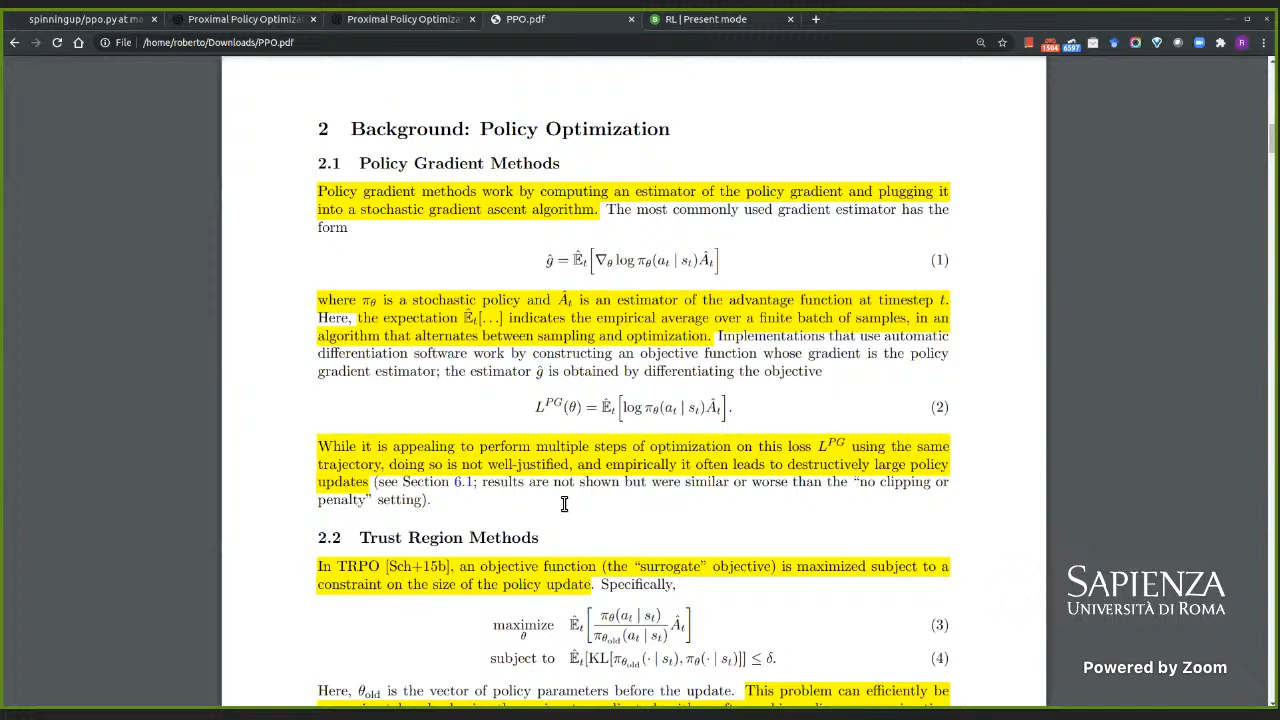 spinningup/ppo.py at ma
Proximal Policy Optimiza
Proximal Policy Optimiza
PPO.pdf
RL | Present mode
File
/home/roberto/Downloads/PPO.pdf
1504
6597
R
2 Background: Policy Optimization
2.1 Policy Gradient Methods
Policy gradient methods work by computing an estimator of the policy gradient and plugging it
into a stochastic gradient ascent algorithm. The most commonly used gradient estimator has the
form
ĝ = Ê_t[∇_θ log π_θ(a_t | s_t)Â_t] (1)
where π_θ is a stochastic policy and Â_t is an estimator of the advantage function at timestep t.
Here, the expectation Ê_t[...] indicates the empirical average over a finite batch of samples, in an
algorithm that alternates between sampling and optimization. Implementations that use automatic
differentiation software work by constructing an objective function whose gradient is the policy
gradient estimator; the estimator ĝ is obtained by differentiating the objective
L^{PG}(θ) = Ê_t[log π_θ(a_t | s_t)Â_t]. (2)
While it is appealing to perform multiple steps of optimization on this loss L^{PG} using the same
trajectory, doing so is not well-justified, and empirically it often leads to destructively large policy
updates (see Section 6.1; results are not shown but were similar or worse than the “no clipping or
penalty” setting).
2.2 Trust Region Methods
In TRPO [Sch+15b], an objective function (the “surrogate” objective) is maximized subject to a
constraint on the size of the policy update. Specifically,
maximize_θ Ê_t[π_θ(a_t | s_t) / π_{θ_old}(a_t | s_t) Â_t] (3)
subject to Ê_t[KL[π_{θ_old}(· | s_t), π_θ(· | s_t)]] ≤ δ. (4)
Here, θ_old is the vector of policy parameters before the update. This problem can efficiently be
SAPIENZA
UNIVERSITÀ DI ROMA
Powered by Zoom